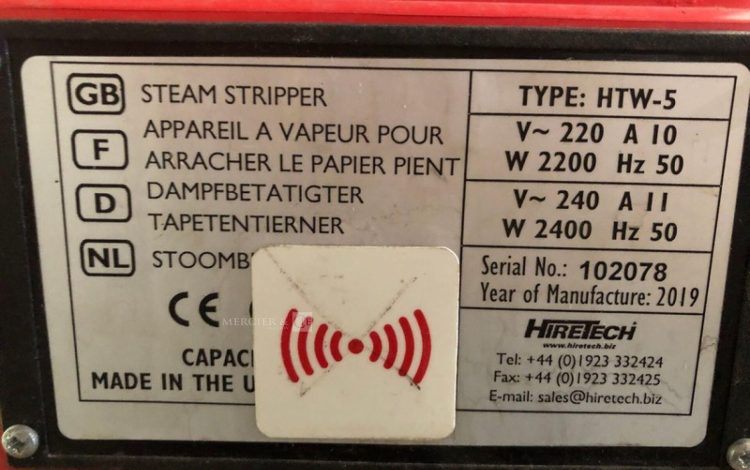 GB STEAM STRIPPER
F APPAREIL A VAPEUR POUR
ARRACHER LE PAPIER PIENT
D DAMPFBETATIGTER
TAPETENTIERNER
NL
CE
MERCIER &
MADE IN THE
TYPE: HTW-5
V~ 220 A 10
W 2200 Hz 50
V~ 240 A 11
W 2400 Hz 50
Serial No.: 102078
Year of Manufacture: 2019
HIRETECH
www.hiretech.biz
Tel: +44 (0)1923 332424
Fax: +44 (0)1923 332425
E-mail: sales@hiretech.biz